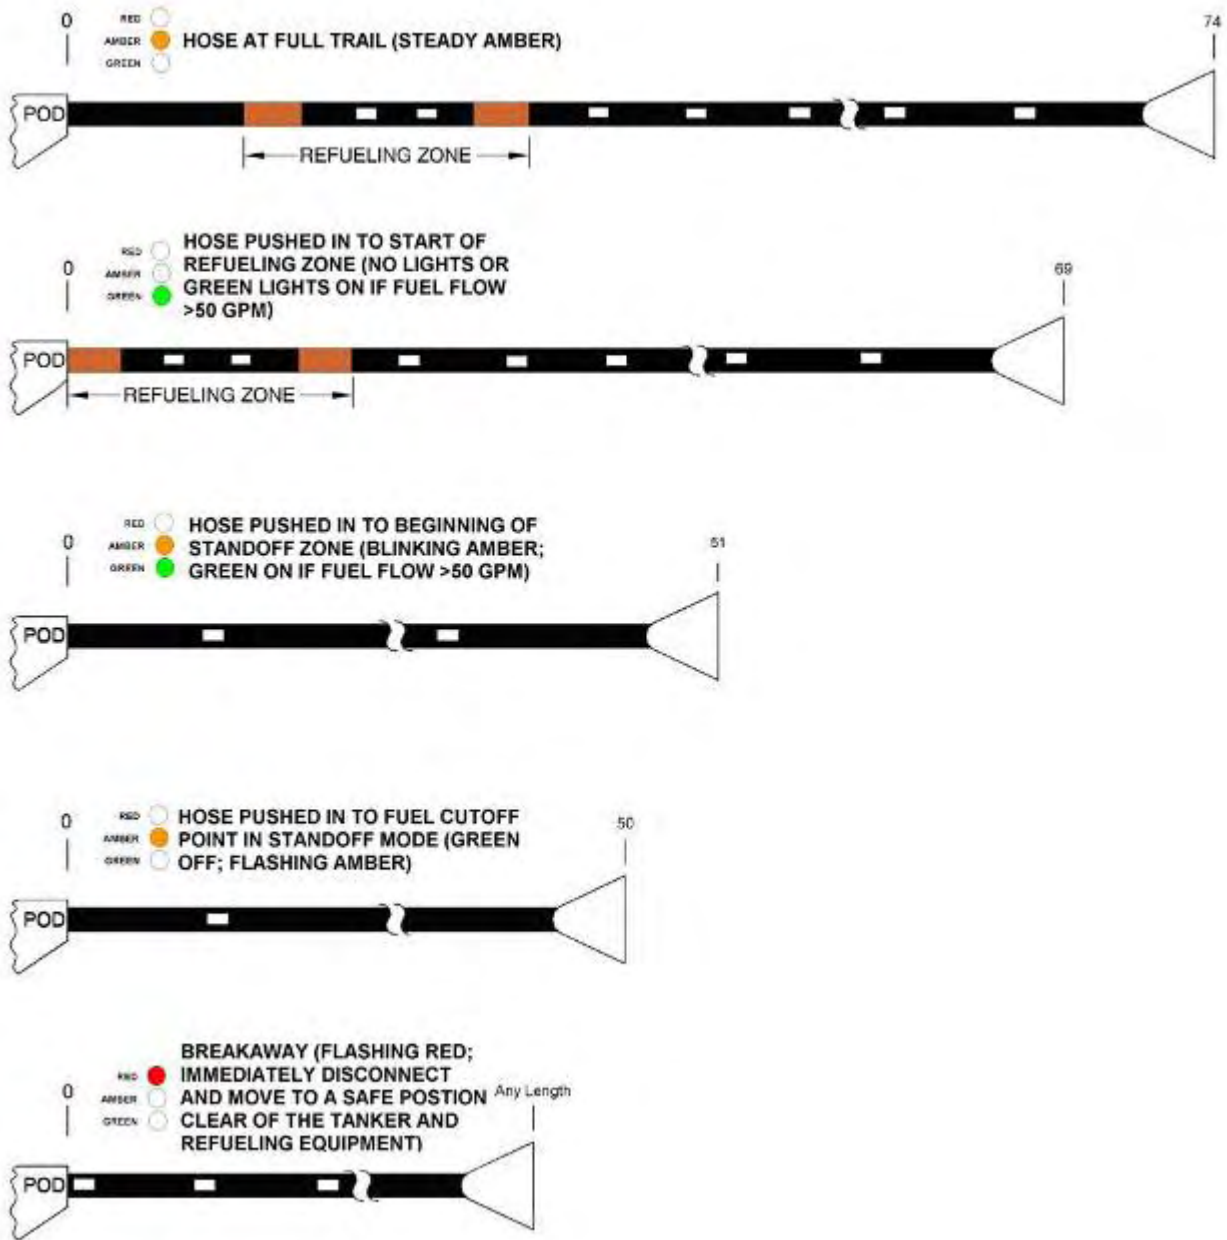 0
RED
AMBER
GREEN
HOSE AT FULL TRAIL (STEADY AMBER)
74
POD
REFUELING ZONE
0
RED
AMBER
GREEN
HOSE PUSHED IN TO START OF
REFUELING ZONE (NO LIGHTS OR
GREEN LIGHTS ON IF FUEL FLOW
>50 GPM)
69
POD
REFUELING ZONE
0
RED
AMBER
GREEN
HOSE PUSHED IN TO BEGINNING OF
STANDOFF ZONE (BLINKING AMBER;
GREEN ON IF FUEL FLOW >50 GPM)
51
POD
0
RED
AMBER
GREEN
HOSE PUSHED IN TO FUEL CUTOFF
POINT IN STANDOFF MODE (GREEN
OFF; FLASHING AMBER)
50
POD
0
RED
AMBER
GREEN
BREAKAWAY (FLASHING RED;
IMMEDIATELY DISCONNECT
AND MOVE TO A SAFE POSTION
CLEAR OF THE TANKER AND
REFUELING EQUIPMENT)
Any Length
POD